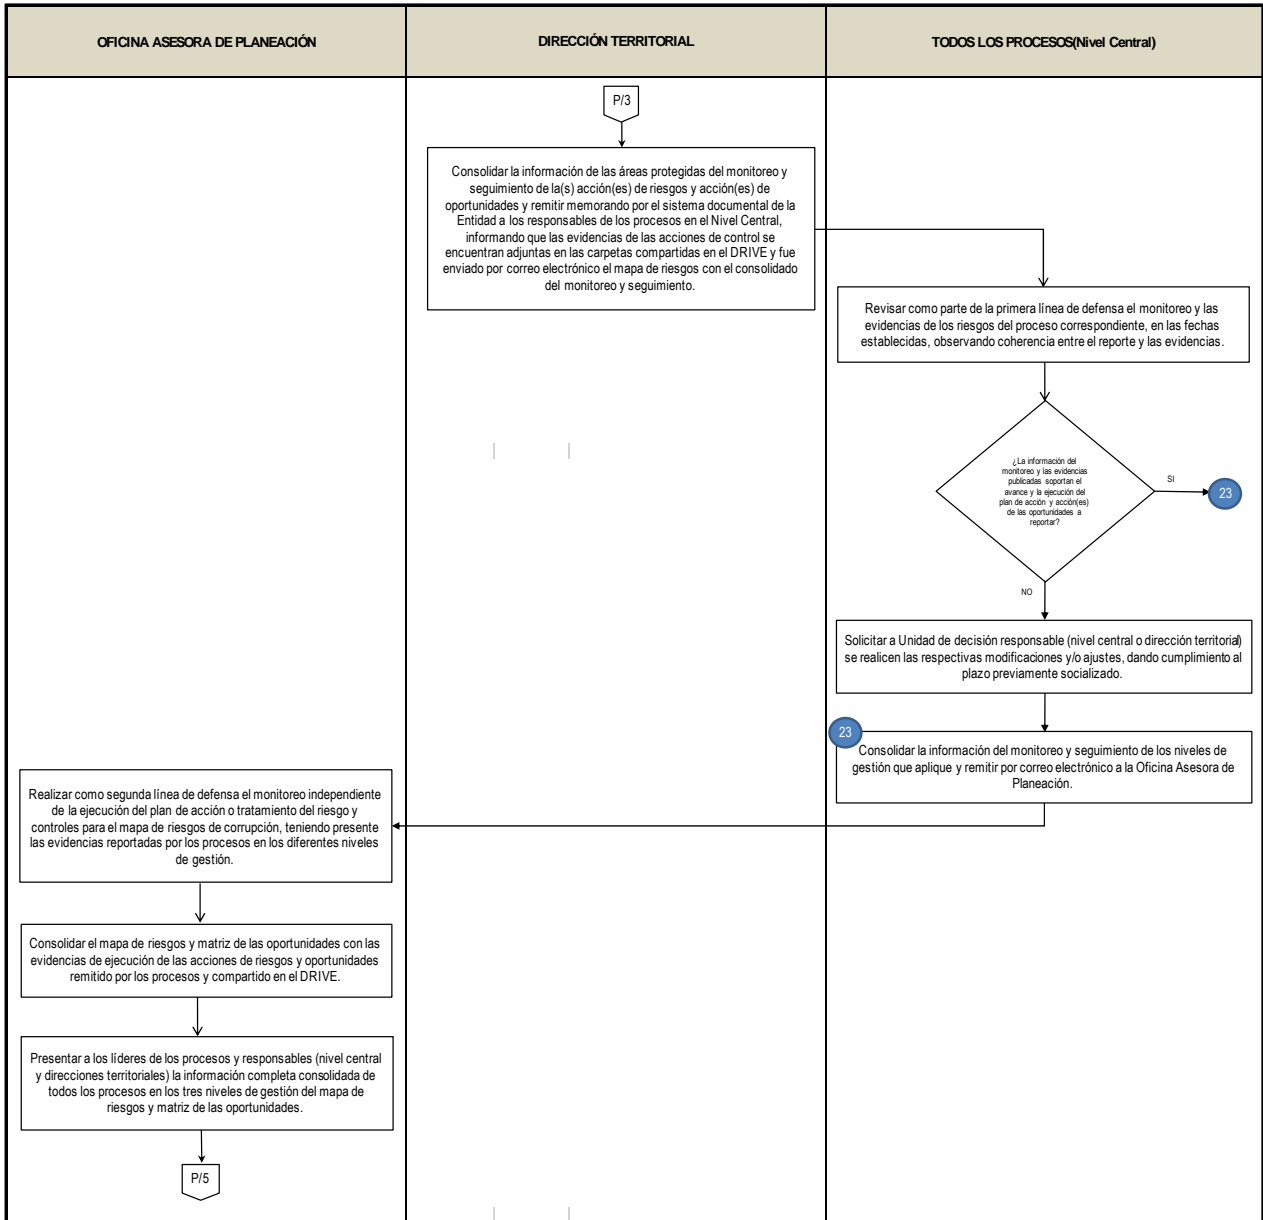 OFICINA ASESORA DE PLANEACIÓN
DIRECCIÓN TERRITORIAL
TODOS LOS PROCESOS(Nivel Central)
P/3
Consolidar la información de las áreas protegidas del monitoreo y
seguimiento de la(s) acción(es) de riesgos y acción(es) de
oportunidades y remitir memorando por el sistema documental de la
Entidad a los responsables de los procesos en el Nivel Central,
informando que las evidencias de las acciones de control se
encuentran adjuntas en las carpetas compartidas en el DRIVE y fue
enviado por correo electrónico el mapa de riesgos con el consolidado
del monitoreo y seguimiento.
Revisar como parte de la primera línea de defensa el monitoreo y las
evidencias de los riesgos del proceso correspondiente, en las fechas
establecidas, observando coherencia entre el reporte y las evidencias.
¿La información del
monitoreo y las evidencias
publicadas soportan el
avance y la ejecución del
plan de acción y acción(es)
de las oportunidades a
reportar?
SI
23
NO
Solicitar a Unidad de decisión responsable (nivel central o dirección territorial)
se realicen las respectivas modificaciones y/o ajustes, dando cumplimiento al
plazo previamente socializado.
23
Consolidar la información del monitoreo y seguimiento de los niveles de
gestión que aplique y remitir por correo electrónico a la Oficina Asesora de
Planeación.
Realizar como segunda línea de defensa el monitoreo independiente
de la ejecución del plan de acción o tratamiento del riesgo y
controles para el mapa de riesgos de corrupción, teniendo presente
las evidencias reportadas por los procesos en los diferentes niveles
de gestión.
Consolidar el mapa de riesgos y matriz de las oportunidades con las
evidencias de ejecución de las acciones de riesgos y oportunidades
remitido por los procesos y compartido en el DRIVE.
Presentar a los líderes de los procesos y responsables (nivel central
y direcciones territoriales) la información completa consolidada de
todos los procesos en los tres niveles de gestión del mapa de
riesgos y matriz de las oportunidades.
P/5